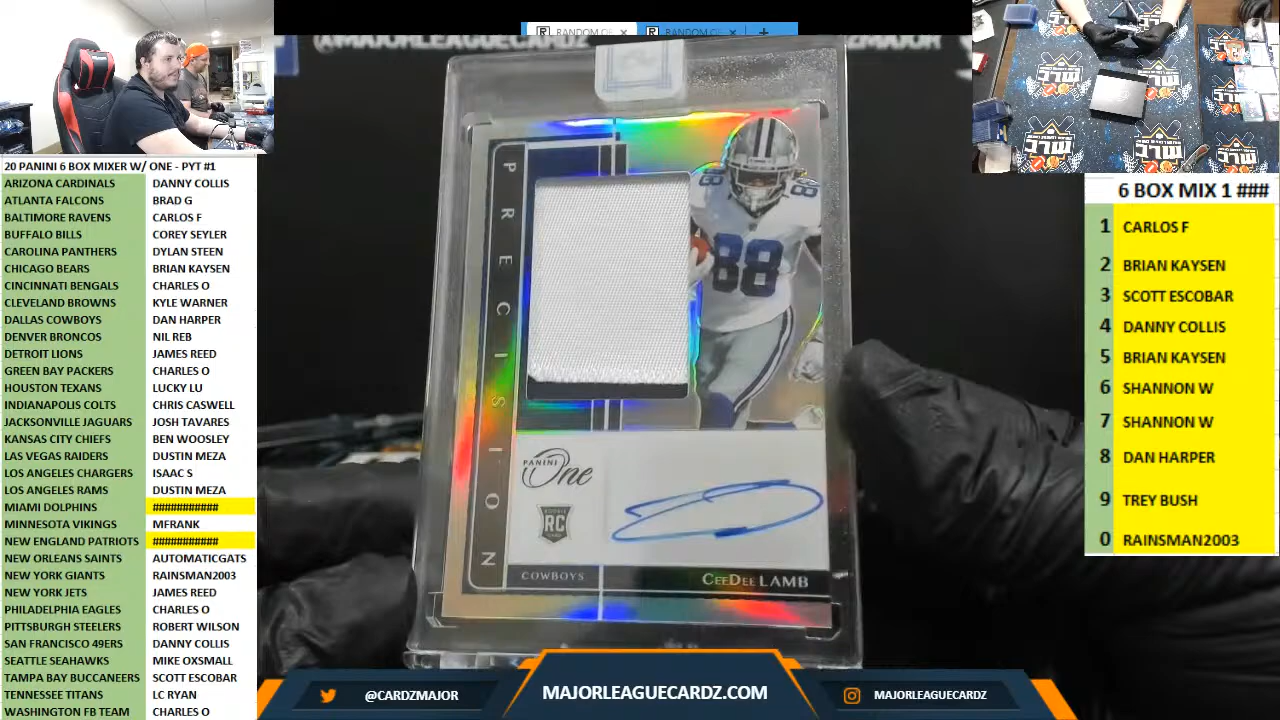 RANDOM.OR
RANDOM.OR
@MAJORLEAGUECARDZ
@CARDZMAJOR
20 PANINI 6 BOX MIXER W/ ONE - PYT #1
ARIZONA CARDINALS DANNY COLLIS
ATLANTA FALCONS BRAD G
BALTIMORE RAVENS CARLOS F
BUFFALO BILLS COREY SEYLER
CAROLINA PANTHERS DYLAN STEEN
CHICAGO BEARS BRIAN KAYSEN
CINCINNATI BENGALS CHARLES O
CLEVELAND BROWNS KYLE WARNER
DALLAS COWBOYS DAN HARPER
DENVER BRONCOS NIL REB
DETROIT LIONS JAMES REED
GREEN BAY PACKERS CHARLES O
HOUSTON TEXANS LUCKY LU
INDIANAPOLIS COLTS CHRIS CASWELL
JACKSONVILLE JAGUARS JOSH TAVARES
KANSAS CITY CHIEFS BEN WOOSLEY
LAS VEGAS RAIDERS DUSTIN MEZA
LOS ANGELES CHARGERS ISAAC S
LOS ANGELES RAMS DUSTIN MEZA
MIAMI DOLPHINS ###########
MINNESOTA VIKINGS MFRANK
NEW ENGLAND PATRIOTS ###########
NEW ORLEANS SAINTS AUTOMATICGATS
NEW YORK GIANTS RAINSMAN2003
NEW YORK JETS JAMES REED
PHILADELPHIA EAGLES CHARLES O
PITTSBURGH STEELERS ROBERT WILSON
SAN FRANCISCO 49ERS DANNY COLLIS
SEATTLE SEAHAWKS MIKE OXSMALL
TAMPA BAY BUCCANEERS SCOTT ESCOBAR
TENNESSEE TITANS LC RYAN
WASHINGTON FB TEAM CHARLES O
PRECISION
88
88
88
PANINI
One
ROOKIE
RC
COWBOYS
CEEDEE LAMB
6 BOX MIX 1 ###
1 CARLOS F
2 BRIAN KAYSEN
3 SCOTT ESCOBAR
4 DANNY COLLIS
5 BRIAN KAYSEN
6 SHANNON W
7 SHANNON W
8 DAN HARPER
9 TREY BUSH
0 RAINSMAN2003
@CARDZMAJOR
MAJORLEAGUECARDZ.COM
MAJORLEAGUECARDZ